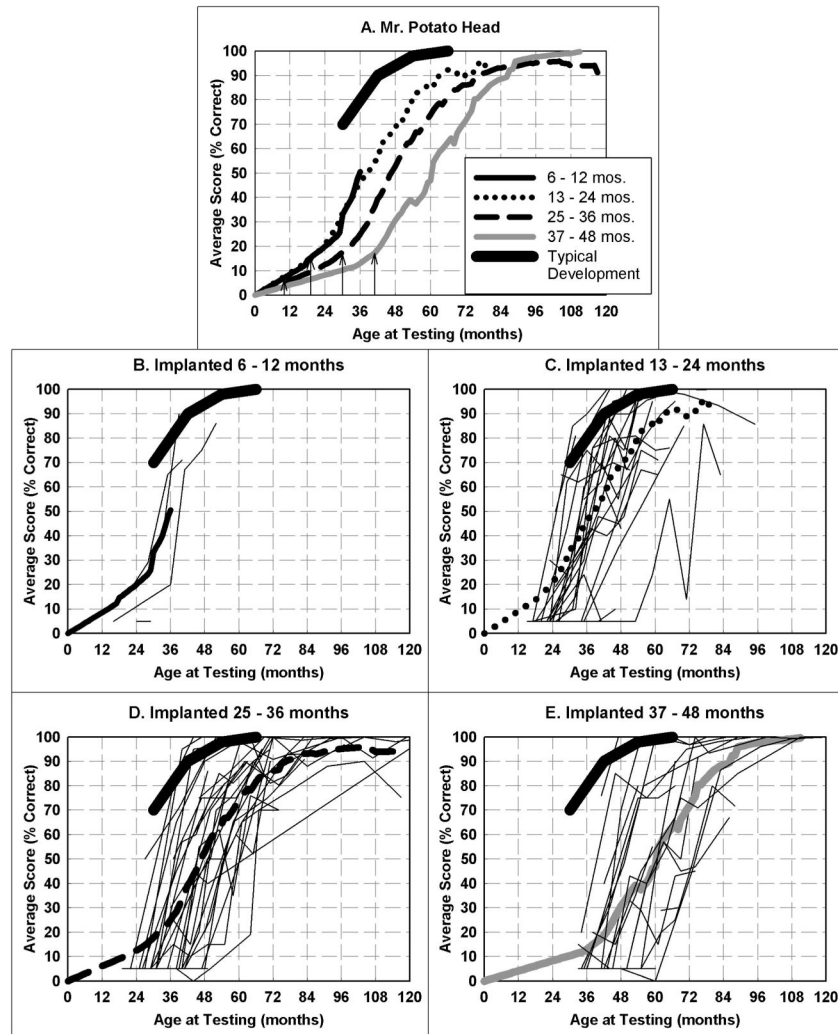 A. Mr. Potato Head
Average Score (% Correct)
100
90
80
70
60
50
40
30
20
10
0
6 - 12 mos.
13 - 24 mos.
25 - 36 mos.
37 - 48 mos.
Typical
Development
0 12 24 36 48 60 72 84 96 108 120
Age at Testing (months)
B. Implanted 6 - 12 months
Average Score (% Correct)
100
90
80
70
60
50
40
30
20
10
0
0 12 24 36 48 60 72 84 96 108 120
Age at Testing (months)
C. Implanted 13 - 24 months
Average Score (% Correct)
100
90
80
70
60
50
40
30
20
10
0
0 12 24 36 48 60 72 84 96 108 120
Age at Testing (months)
D. Implanted 25 - 36 months
Average Score (% Correct)
100
90
80
70
60
50
40
30
20
10
0
0 12 24 36 48 60 72 84 96 108 120
Age at Testing (months)
E. Implanted 37 - 48 months
Average Score (% Correct)
100
90
80
70
60
50
40
30
20
10
0
0 12 24 36 48 60 72 84 96 108 120
Age at Testing (months)